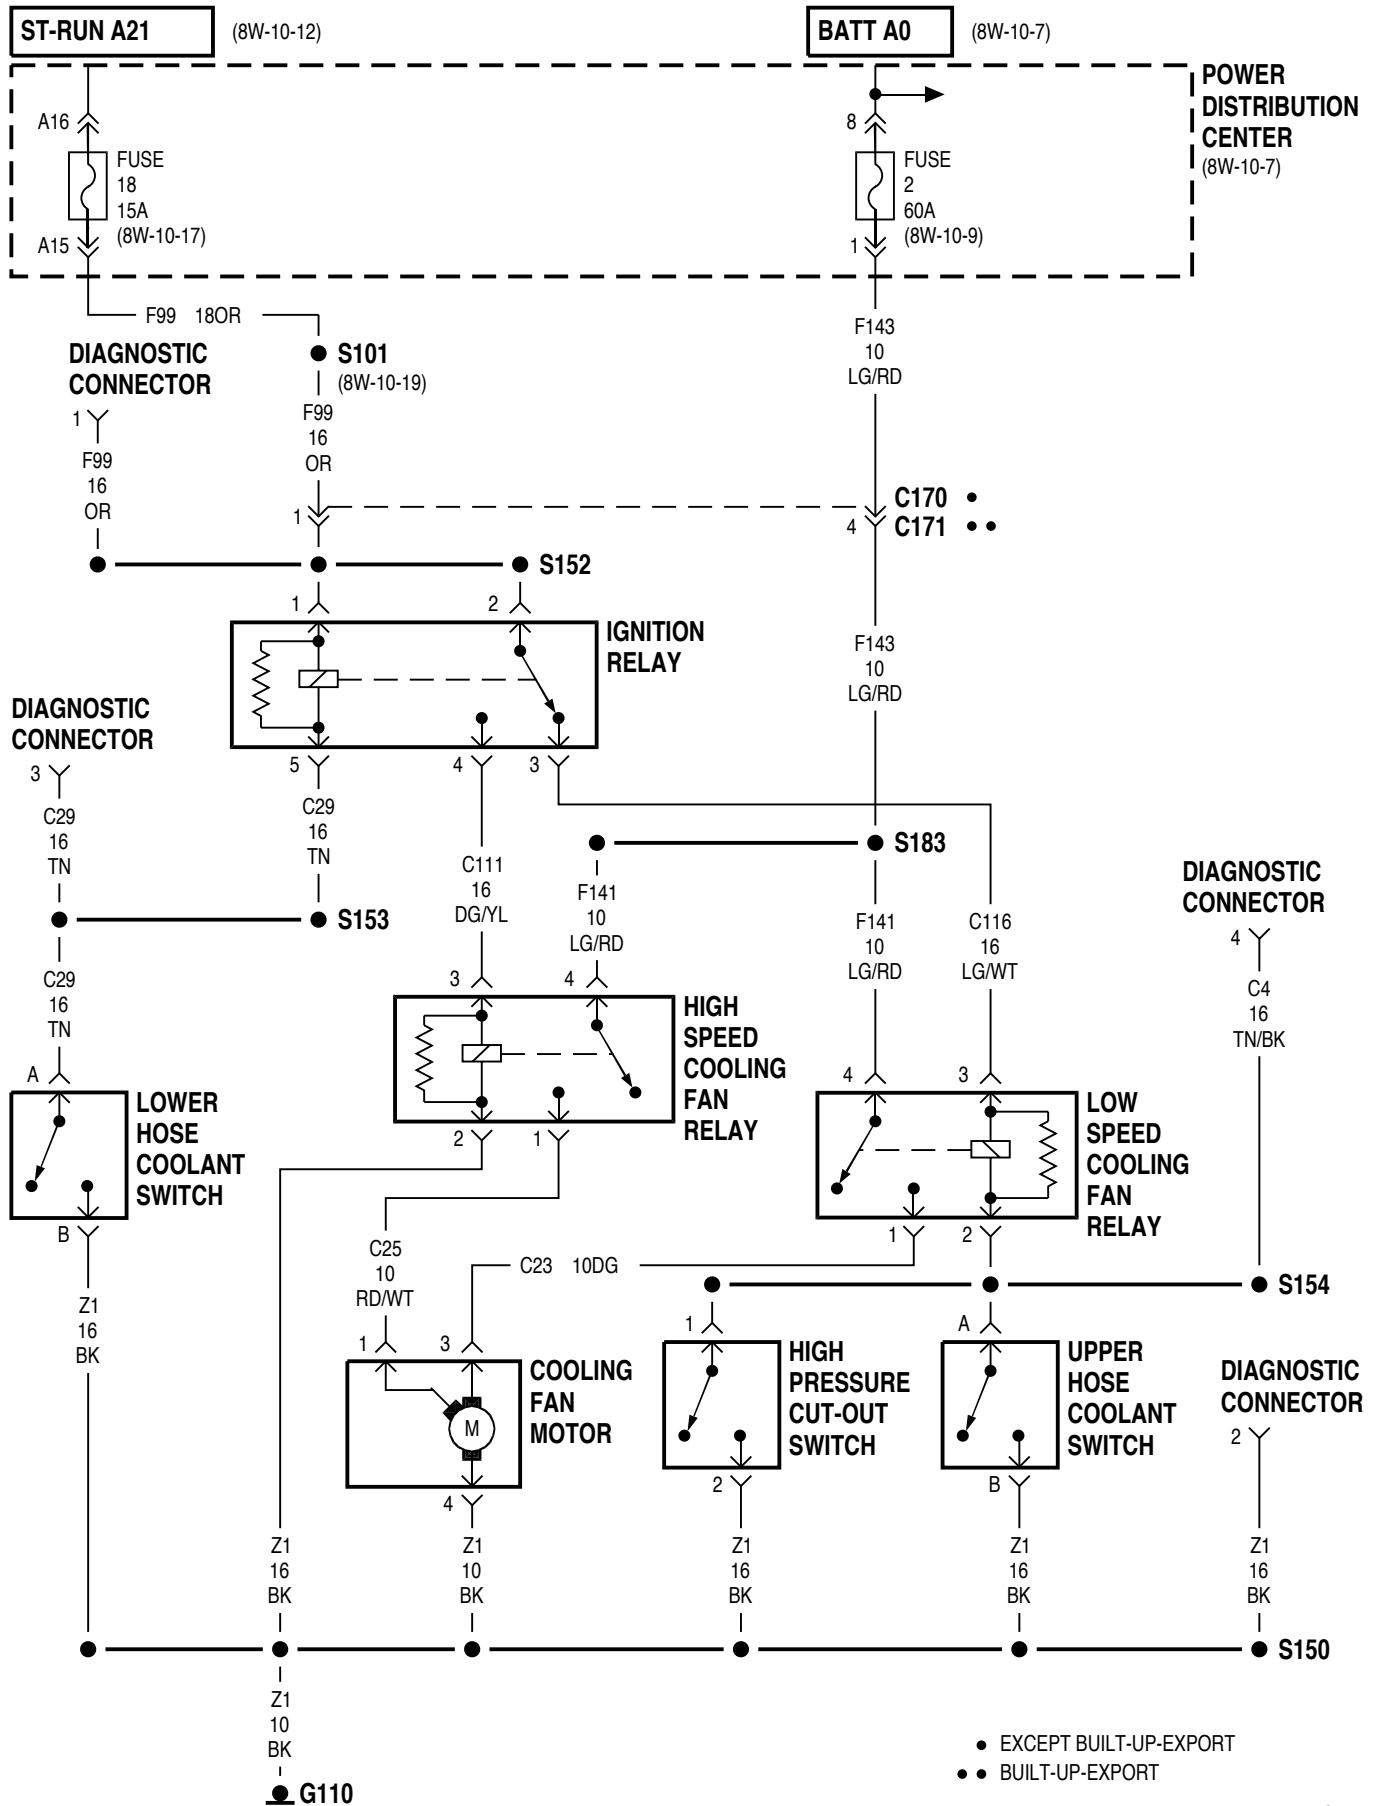 ST-RUN A21
(8W-10-12)
BATT A0
(8W-10-7)
POWER
DISTRIBUTION
CENTER
(8W-10-7)
A16
FUSE
18
15A
(8W-10-17)
A15
8
FUSE
2
60A
(8W-10-9)
1
F99 18OR
S101
(8W-10-19)
F99
16
OR
1
DIAGNOSTIC
CONNECTOR
1
F99
16
OR
F143
10
LG/RD
C170 •
C171 • •
4
S152
1
2
IGNITION
RELAY
5
4
3
F143
10
LG/RD
DIAGNOSTIC
CONNECTOR
3
C29
16
TN
C29
16
TN
S153
C29
16
TN
C111
16
DG/YL
F141
10
LG/RD
S183
F141
10
LG/RD
C116
16
LG/WT
DIAGNOSTIC
CONNECTOR
4
C4
16
TN/BK
3
4
HIGH
SPEED
COOLING
FAN
RELAY
2
1
A
LOWER
HOSE
COOLANT
SWITCH
B
4
3
LOW
SPEED
COOLING
FAN
RELAY
1
2
C25
10
RD/WT
C23 10DG
S154
Z1
16
BK
1
3
COOLING
FAN
MOTOR
M
4
1
HIGH
PRESSURE
CUT-OUT
SWITCH
2
A
UPPER
HOSE
COOLANT
SWITCH
B
DIAGNOSTIC
CONNECTOR
2
Z1
16
BK
Z1
10
BK
Z1
16
BK
Z1
16
BK
Z1
16
BK
S150
Z1
10
BK
G110
• EXCEPT BUILT-UP-EXPORT
• • BUILT-UP-EXPORT